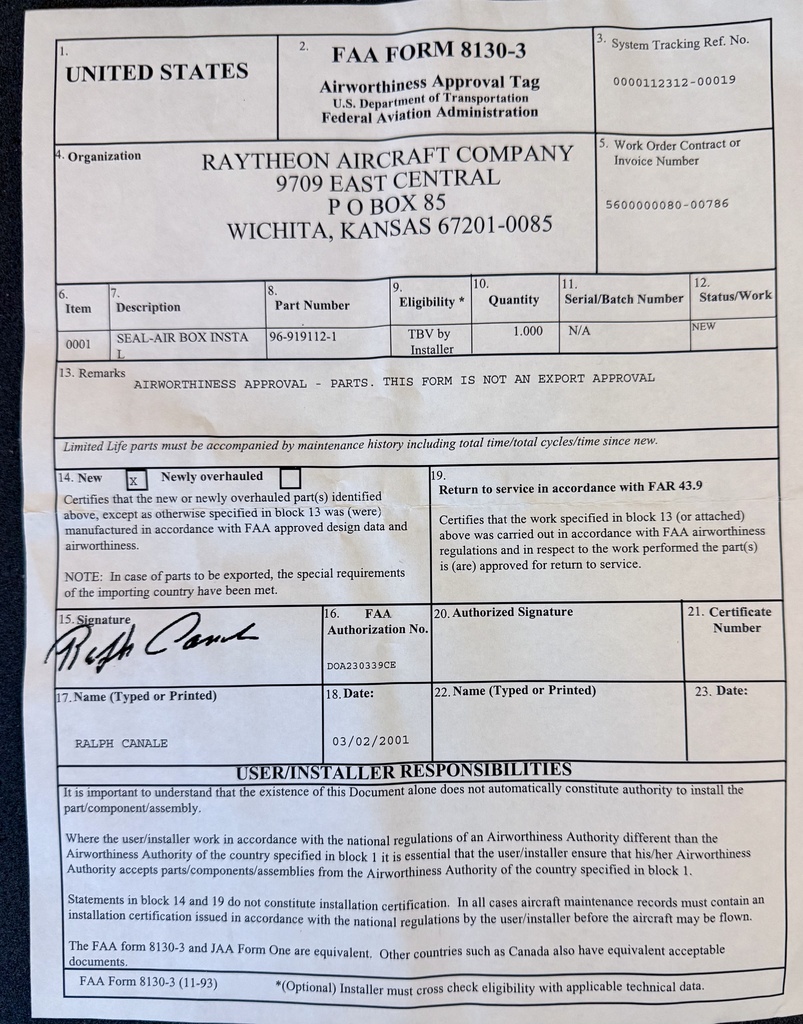 1.
UNITED STATES
2.
FAA FORM 8130-3
Airworthiness Approval Tag
U.S. Department of Transportation
Federal Aviation Administration
3. System Tracking Ref. No.
0000112312-00019
4. Organization
RAYTHEON AIRCRAFT COMPANY
9709 EAST CENTRAL
P O BOX 85
WICHITA, KANSAS 67201-0085
5. Work Order Contract or
Invoice Number
5600000080-00786
6.
Item
7.
Description
8.
Part Number
9.
Eligibility *
10.
Quantity
11.
Serial/Batch Number
12.
Status/Work
0001
SEAL-AIR BOX INSTA
L
96-919112-1
TBV by
Installer
1.000
N/A
NEW
13. Remarks
AIRWORTHINESS APPROVAL - PARTS. THIS FORM IS NOT AN EXPORT APPROVAL
Limited Life parts must be accompanied by maintenance history including total time/total cycles/time since new.
14. New x Newly overhauled
Certifies that the new or newly overhauled part(s) identified
above, except as otherwise specified in block 13 was (were)
manufactured in accordance with FAA approved design data and
airworthiness.
NOTE: In case of parts to be exported, the special requirements
of the importing country have been met.
19.
Return to service in accordance with FAR 43.9
Certifies that the work specified in block 13 (or attached)
above was carried out in accordance with FAA airworthiness
regulations and in respect to the work performed the part(s)
is (are) approved for return to service.
15. Signature
Ralph Canale
16. FAA
Authorization No.
DOA230339CE
20. Authorized Signature
21. Certificate
Number
17. Name (Typed or Printed)
RALPH CANALE
18. Date:
03/02/2001
22. Name (Typed or Printed)
23. Date:
USER/INSTALLER RESPONSIBILITIES
It is important to understand that the existence of this Document alone does not automatically constitute authority to install the
part/component/assembly.
Where the user/installer work in accordance with the national regulations of an Airworthiness Authority different than the
Airworthiness Authority of the country specified in block 1 it is essential that the user/installer ensure that his/her Airworthiness
Authority accepts parts/components/assemblies from the Airworthiness Authority of the country specified in block 1.
Statements in block 14 and 19 do not constitute installation certification. In all cases aircraft maintenance records must contain an
installation certification issued in accordance with the national regulations by the user/installer before the aircraft may be flown.
The FAA form 8130-3 and JAA Form One are equivalent. Other countries such as Canada also have equivalent acceptable
documents.
FAA Form 8130-3 (11-93)
*(Optional) Installer must cross check eligibility with applicable technical data.